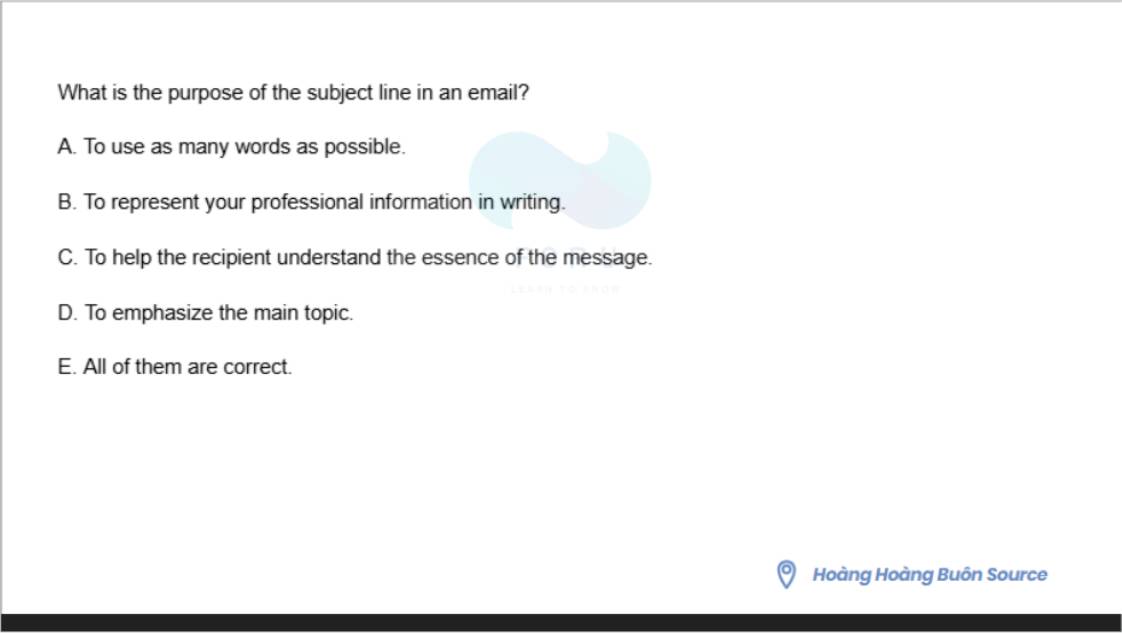 What is the purpose of the subject line in an email?
A. To use as many words as possible.
B. To represent your professional information in writing.
C. To help the recipient understand the essence of the message.
D. To emphasize the main topic.
E. All of them are correct.
Hoàng Hoàng Buôn Source